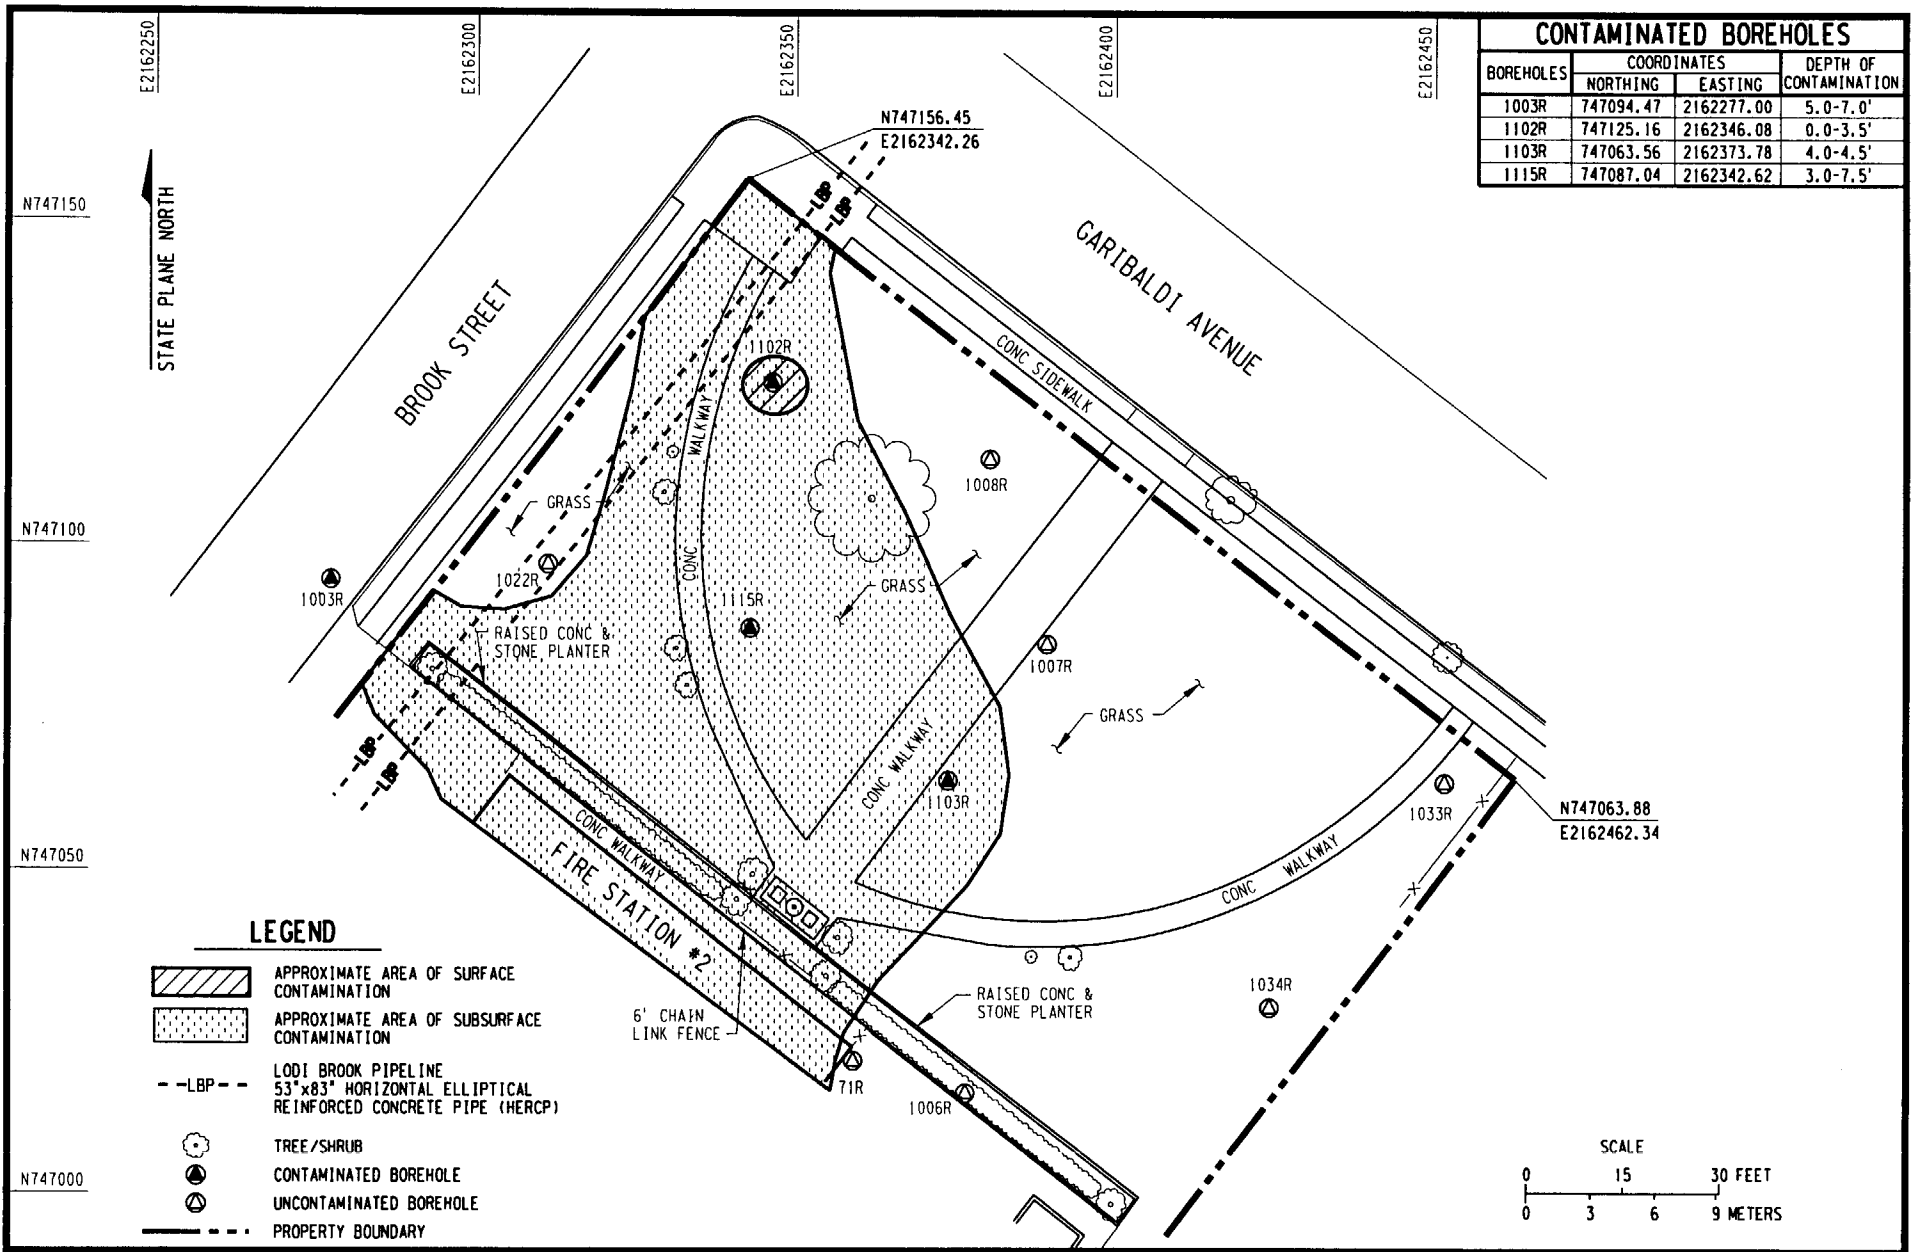 E2162250
E2162300
E2162350
E2162400
E2162450
CONTAMINATED BOREHOLES
BOREHOLES
COORDINATES
DEPTH OF
CONTAMINATION
NORTHING EASTING
1003R 747094.47 2162277.00 5.0-7.0'
1102R 747125.16 2162346.08 0.0-3.5'
1103R 747063.56 2162373.78 4.0-4.5'
1115R 747087.04 2162342.62 3.0-7.5'
N747156.45
E2162342.26
STATE PLANE NORTH
N747150
N747100
N747050
N747000
-LBP
-LBP
GARIBALDI AVENUE
BROOK STREET
CONC SIDEWALK
1102R
WALKWAY
CONC
1008R
GRASS
1022R
1003R
GRASS
1115R
RAISED CONC &
STONE PLANTER
1007R
GRASS
CONC WALKWAY
-LBP
-LBP
1103R
1033R
N747063.88
E2162462.34
CONC WALKWAY
CONC WALKWAY
FIRE STATION #2
6' CHAIN
LINK FENCE
RAISED CONC &
STONE PLANTER
1034R
71R
1006R
LEGEND
APPROXIMATE AREA OF SURFACE
CONTAMINATION
APPROXIMATE AREA OF SUBSURFACE
CONTAMINATION
--LBP--
LODI BROOK PIPELINE
53"x83" HORIZONTAL ELLIPTICAL
REINFORCED CONCRETE PIPE (HERCP)
TREE/SHRUB
CONTAMINATED BOREHOLE
UNCONTAMINATED BOREHOLE
PROPERTY BOUNDARY
SCALE
0 15 30 FEET
0 3 6 9 METERS